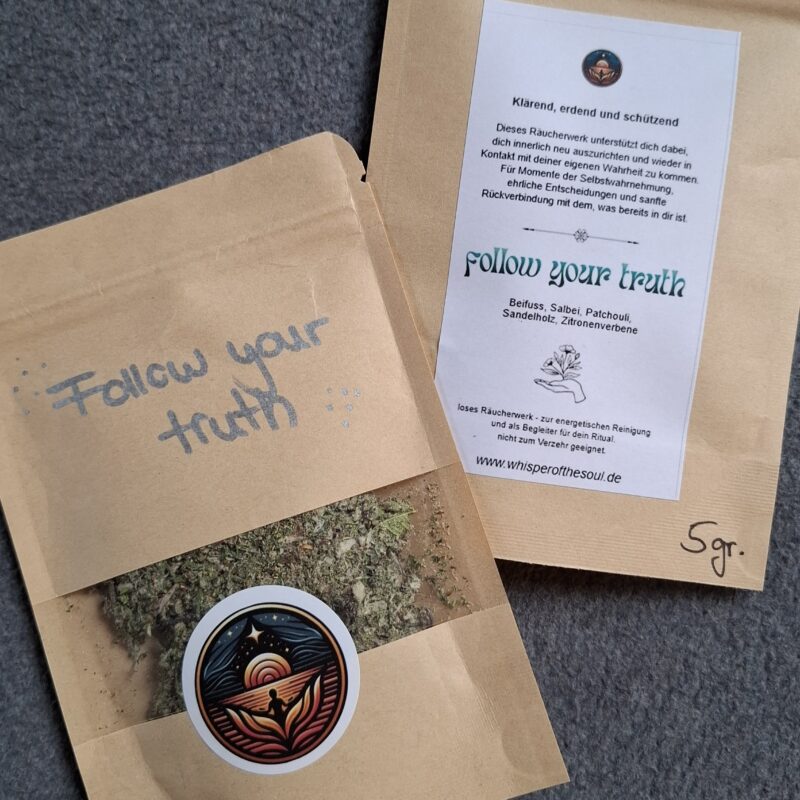 Follow your
truth
Klärend, erdend und schützend
Dieses Räucherwerk unterstützt dich dabei,
dich innerlich neu auszurichten und wieder in
Kontakt mit deiner eigenen Wahrheit zu kommen.
Für Momente der Selbstwahrnehmung,
ehrliche Entscheidungen und sanfte
Rückverbindung mit dem, was bereits in dir ist.
follow your truth
Beifuss, Salbei, Patchouli,
Sandelholz, Zitronenverbene
loses Räucherwerk - zur energetischen Reinigung
und als Begleiter für dein Ritual.
nicht zum Verzehr geeignet.
www.whisperofthesoul.de
5gr.